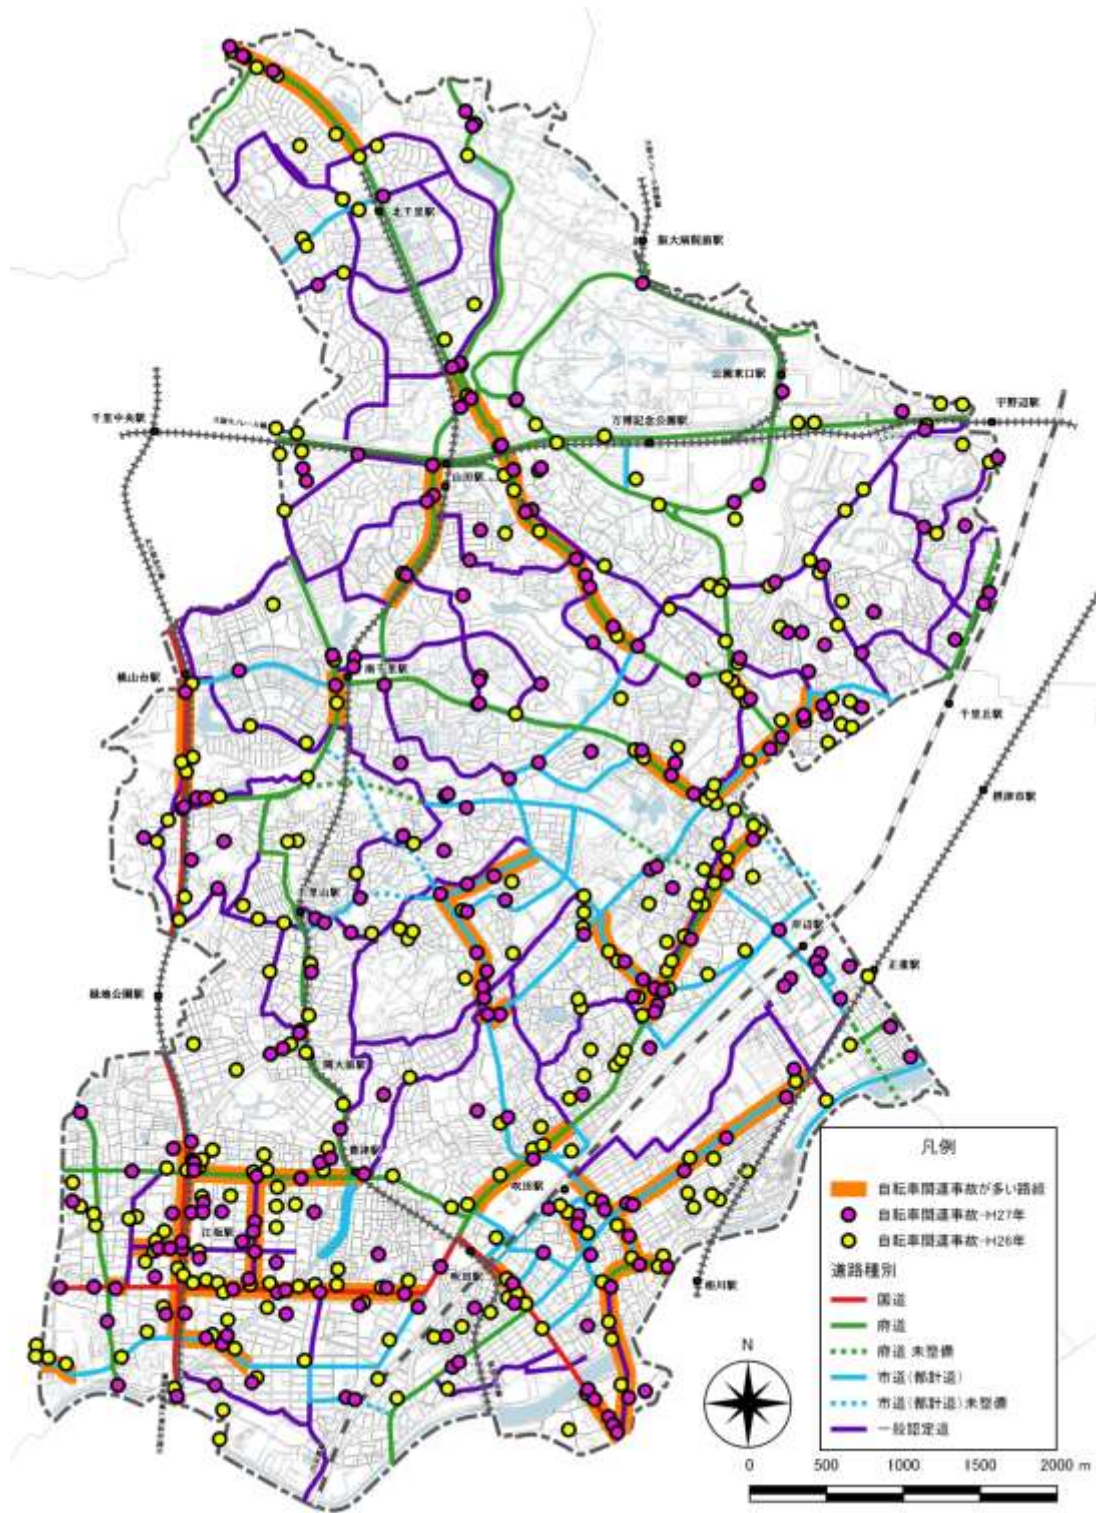 北千里駅
阪大病院前駅
公園東口駅
千里中央駅
万博記念公園駅
宇野辺駅
山田駅
桃山台駅
南千里駅
千里丘駅
摂津市駅
千里山駅
岸辺駅
正雀駅
緑地公園駅
関大前駅
豊津駅
吹田駅
江坂駅
吹田駅
相川駅
凡例
自転車関連事故が多い路線
自転車関連事故-H27年
自転車関連事故-H26年
道路種別
国道
府道
府道 未整備
市道(都計道)
市道(都計道)未整備
一般認定道
N
0 500 1000 1500 2000 m